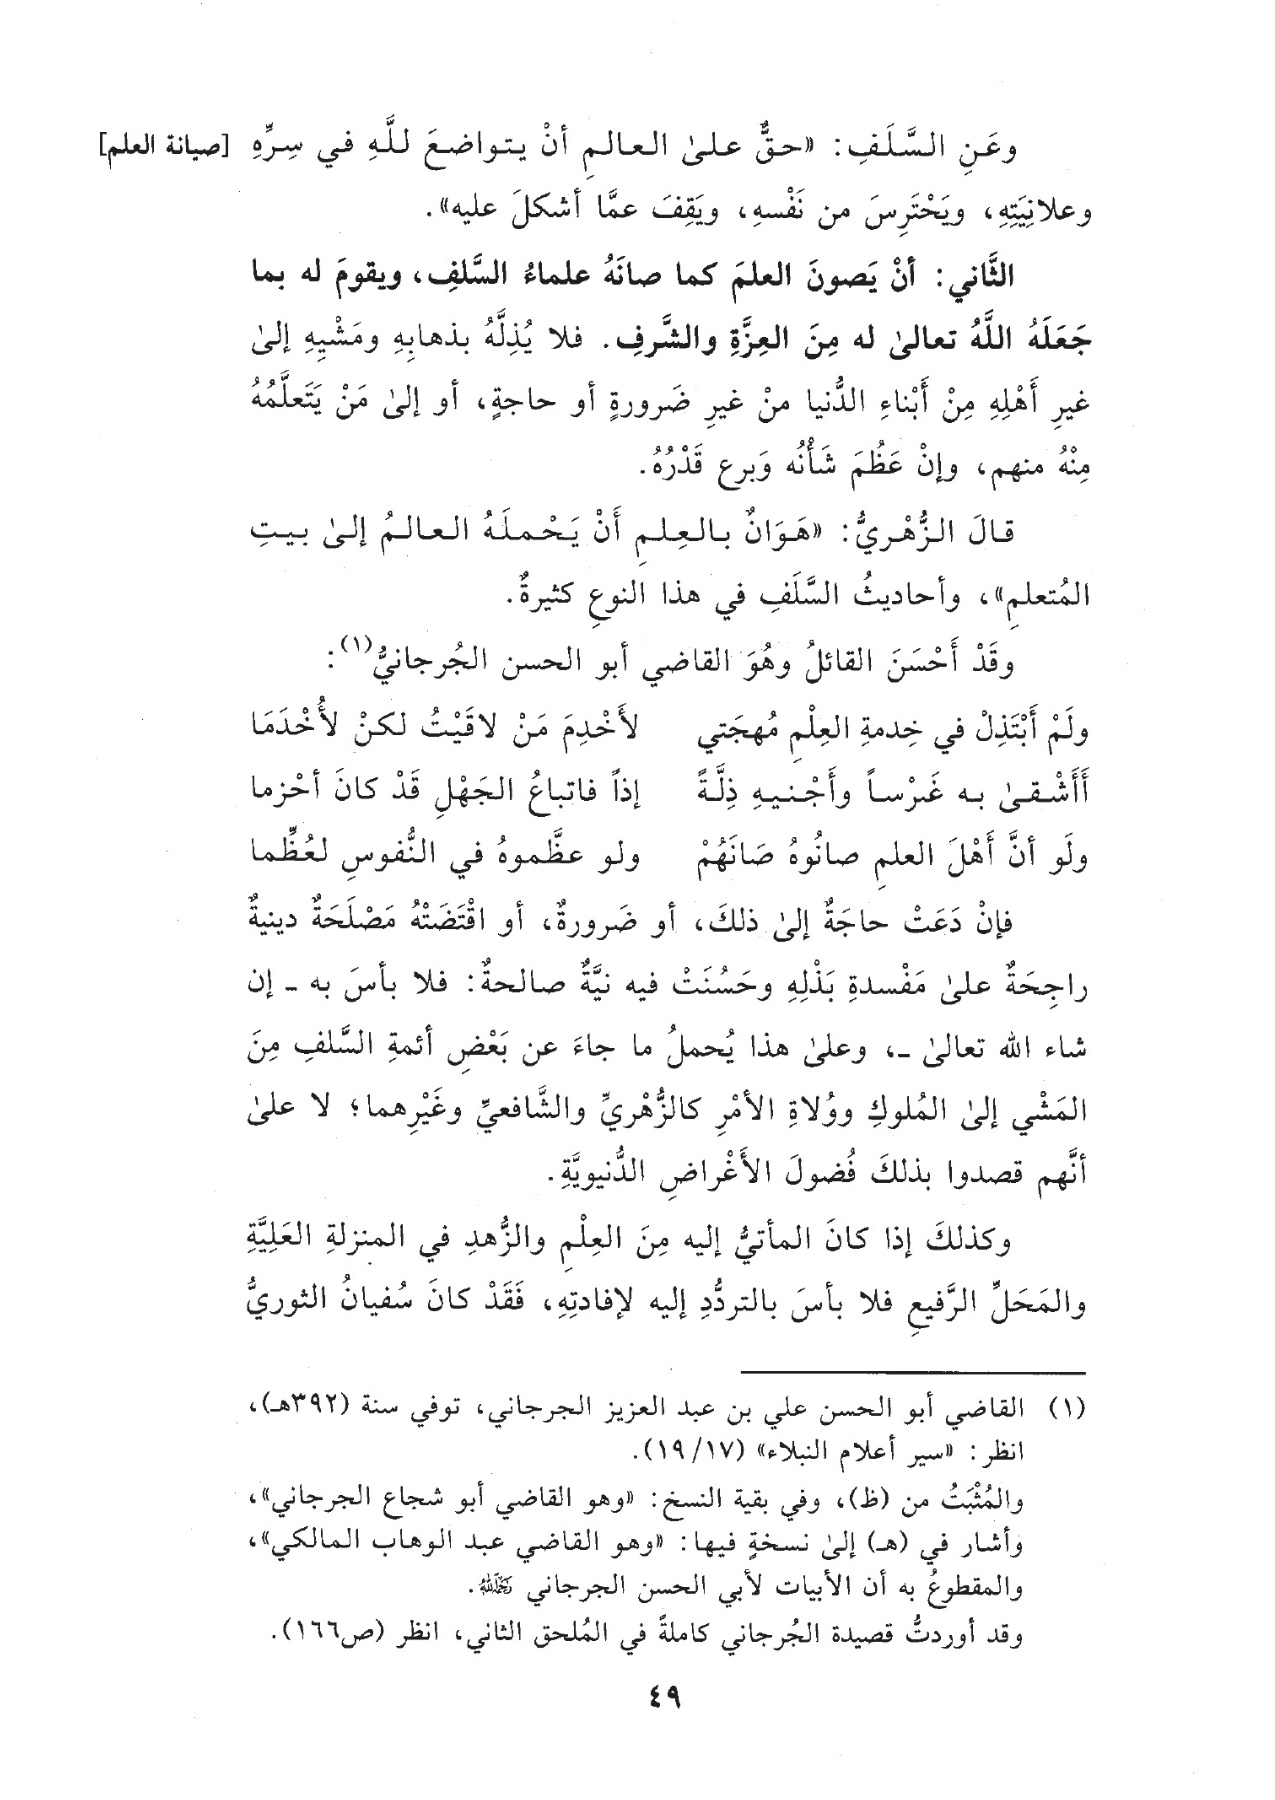 وعَنِ السَّلَفِ: «حقٌّ علىٰ العالمِ أنْ يتواضعَ للَّهِ في سِرِّهِ [صيانة العلم]
وعلانِيَتِهِ، ويَحْتَرِسَ من نَفْسهِ، ويَقِفَ عمَّا أشكلَ عليه».
الثَّاني: أنْ يَصونَ العلمَ كما صانَهُ علماءُ السَّلفِ، ويقومَ له بما
جَعَلَهُ اللَّهُ تعالىٰ له مِنَ العِزَّةِ والشَّرفِ. فلا يُذِلَّهُ بذهابِهِ ومَشْيِهِ إلىٰ
غيرِ أَهْلِهِ مِنْ أَبْناءِ الدُّنيا منْ غيرِ ضَرورةٍ أو حاجةٍ، أو إلىٰ مَنْ يَتَعلَّمُهُ
مِنْهُ منهم، وإنْ عَظُمَ شَأْنُه وَبرع قَدْرُهُ.
قالَ الزُّهْريُّ: «هَوَانٌ بالعِلمِ أَنْ يَحْملَهُ العالمُ إلىٰ بيتِ
المُتعلمِ»، وأحاديثُ السَّلَفِ في هذا النوعِ كثيرةٌ.
وقَدْ أَحْسَنَ القائلُ وهُوَ القاضي أبو الحسن الجُرجانيُّ(١):
ولَمْ أَبْتَذِلْ في خِدمةِ العِلْمِ مُهجَتي لأَخْدِمَ مَنْ لاقَيْتُ لكنْ لأُخْدَمَا
أَأَشْقىٰ به غَرْساً وأَجْنيهِ ذِلَّةً إذاً فاتباعُ الجَهْلِ قَدْ كانَ أحْزما
ولَو أنَّ أَهْلَ العلمِ صانُوهُ صَانَهُمْ ولو عظَّموهُ في النُّفوسِ لعُظِّما
فإنْ دَعَتْ حاجَةٌ إلىٰ ذلكَ، أو ضَرورةٌ، أو اقْتَضَتْهُ مَصْلَحَةٌ دينيةٌ
راجِحَةٌ علىٰ مَفْسدةِ بَذْلِهِ وحَسُنَتْ فيه نيَّةٌ صالحةٌ: فلا بأسَ به ـ إن
شاء الله تعالىٰ ـ، وعلىٰ هذا يُحملُ ما جاءَ عن بَعْضِ أئمةِ السَّلفِ مِنَ
المَشْي إلىٰ المُلوكِ ووُلاةِ الأمْرِ كالزُّهْريِّ والشَّافعيِّ وغَيْرِهما؛ لا علىٰ
أنَّهم قصدوا بذلكَ فُضولَ الأَغْراضِ الدُّنيويَّةِ.
وكذلكَ إذا كانَ المأتيُّ إليه مِنَ العِلْمِ والزُّهدِ في المنزلةِ العَلِيَّةِ
والمَحَلِّ الرَّفيعِ فلا بأسَ بالتردُّدِ إليه لإفادتِهِ، فَقَدْ كانَ سُفيانُ الثوريُّ
(١) القاضي أبو الحسن علي بن عبد العزيز الجرجاني، توفي سنة (٣٩٢هـ)،
انظر: «سير أعلام النبلاء» (١٧/ ١٩).
والمُثْبَتُ من (ظ)، وفي بقية النسخ: «وهو القاضي أبو شجاع الجرجاني»،
وأشار في (هـ) إلىٰ نسخةٍ فيها: «وهو القاضي عبد الوهاب المالكي»،
والمقطوعُ به أن الأبيات لأبي الحسن الجرجاني رَحِمَهُ اللَّهُ.
وقد أوردتُّ قصيدة الجُرجاني كاملةً في المُلحق الثاني، انظر (ص١٦٦).
٤٩